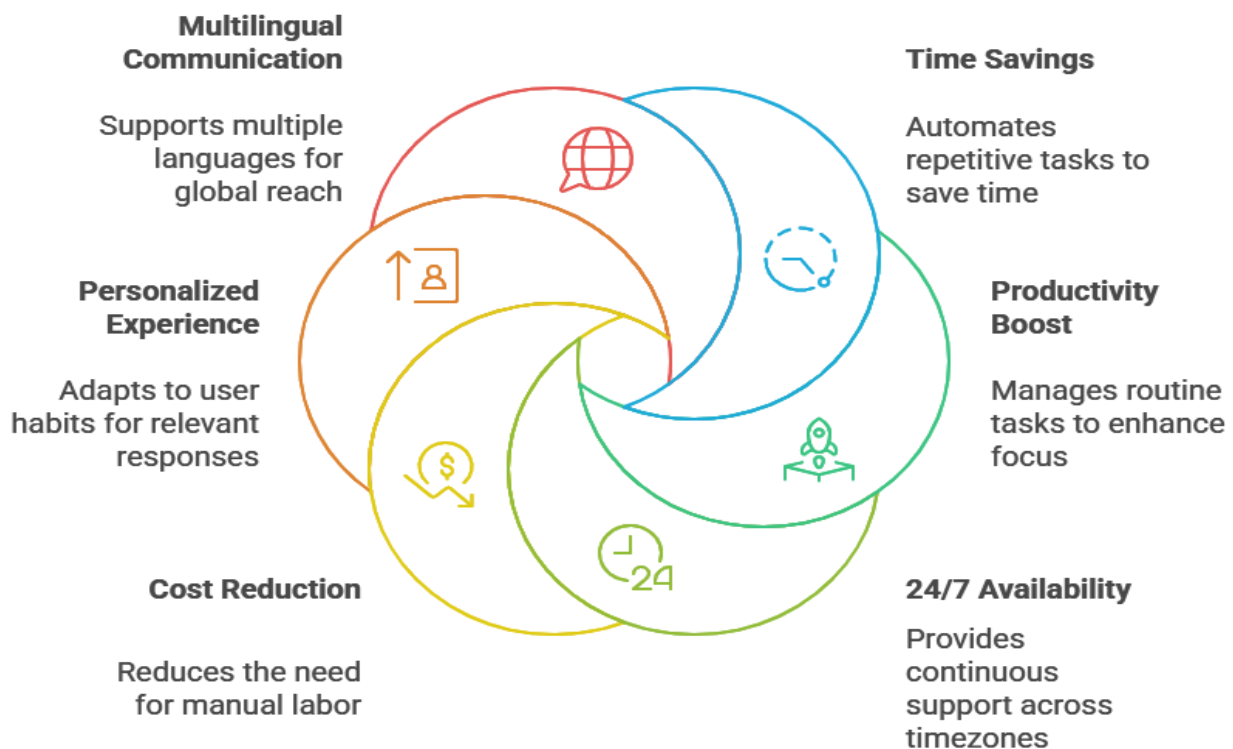 Multilingual
Communication
Supports multiple
languages for
global reach
Time Savings
Automates
repetitive tasks to
save time
Personalized
Experience
Adapts to user
habits for relevant
responses
Productivity
Boost
Manages routine
tasks to enhance
focus
$
24
Cost Reduction
Reduces the need
for manual labor
24/7 Availability
Provides
continuous
support across
timezones